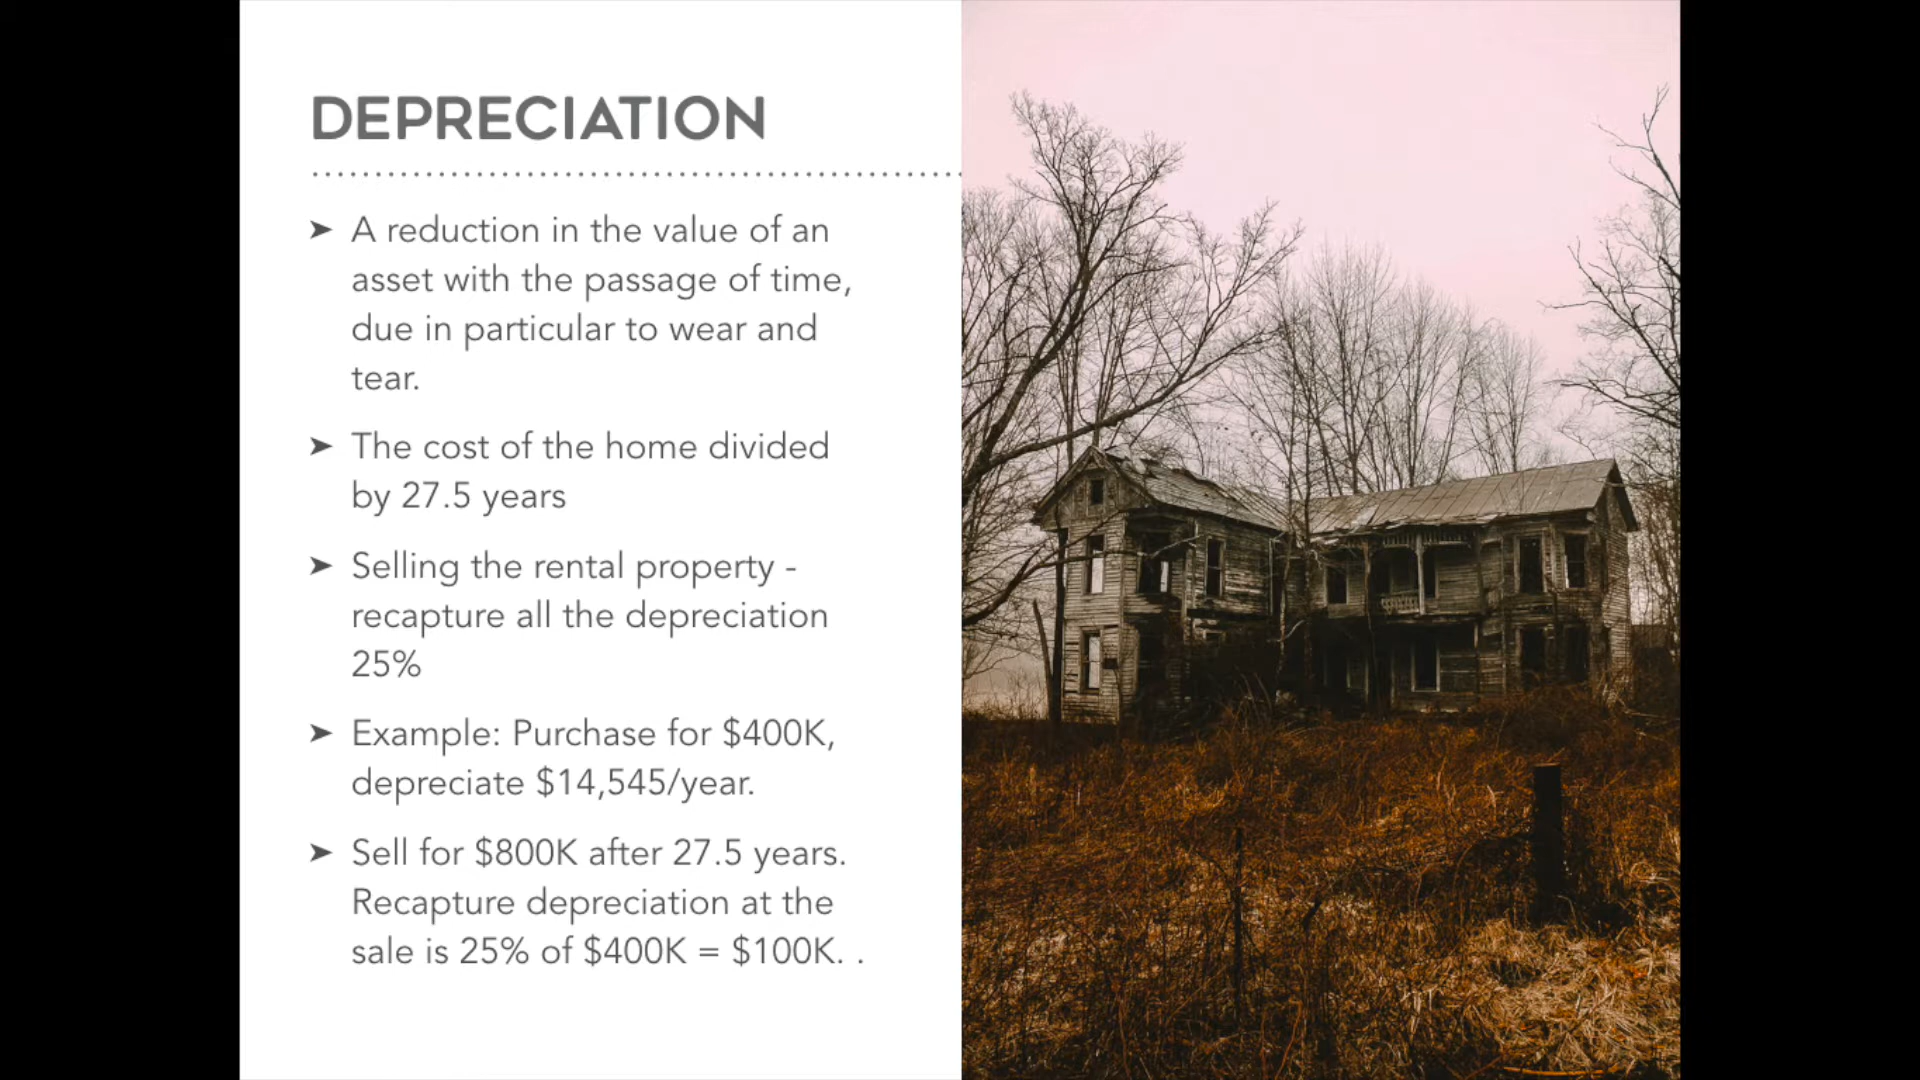 DEPRECIATION
➤ A reduction in the value of an
asset with the passage of time,
due in particular to wear and
tear.
➤ The cost of the home divided
by 27.5 years
➤ Selling the rental property -
recapture all the depreciation
25%
➤ Example: Purchase for $400K,
depreciate $14,545/year.
➤ Sell for $800K after 27.5 years.
Recapture depreciation at the
sale is 25% of $400K = $100K. .